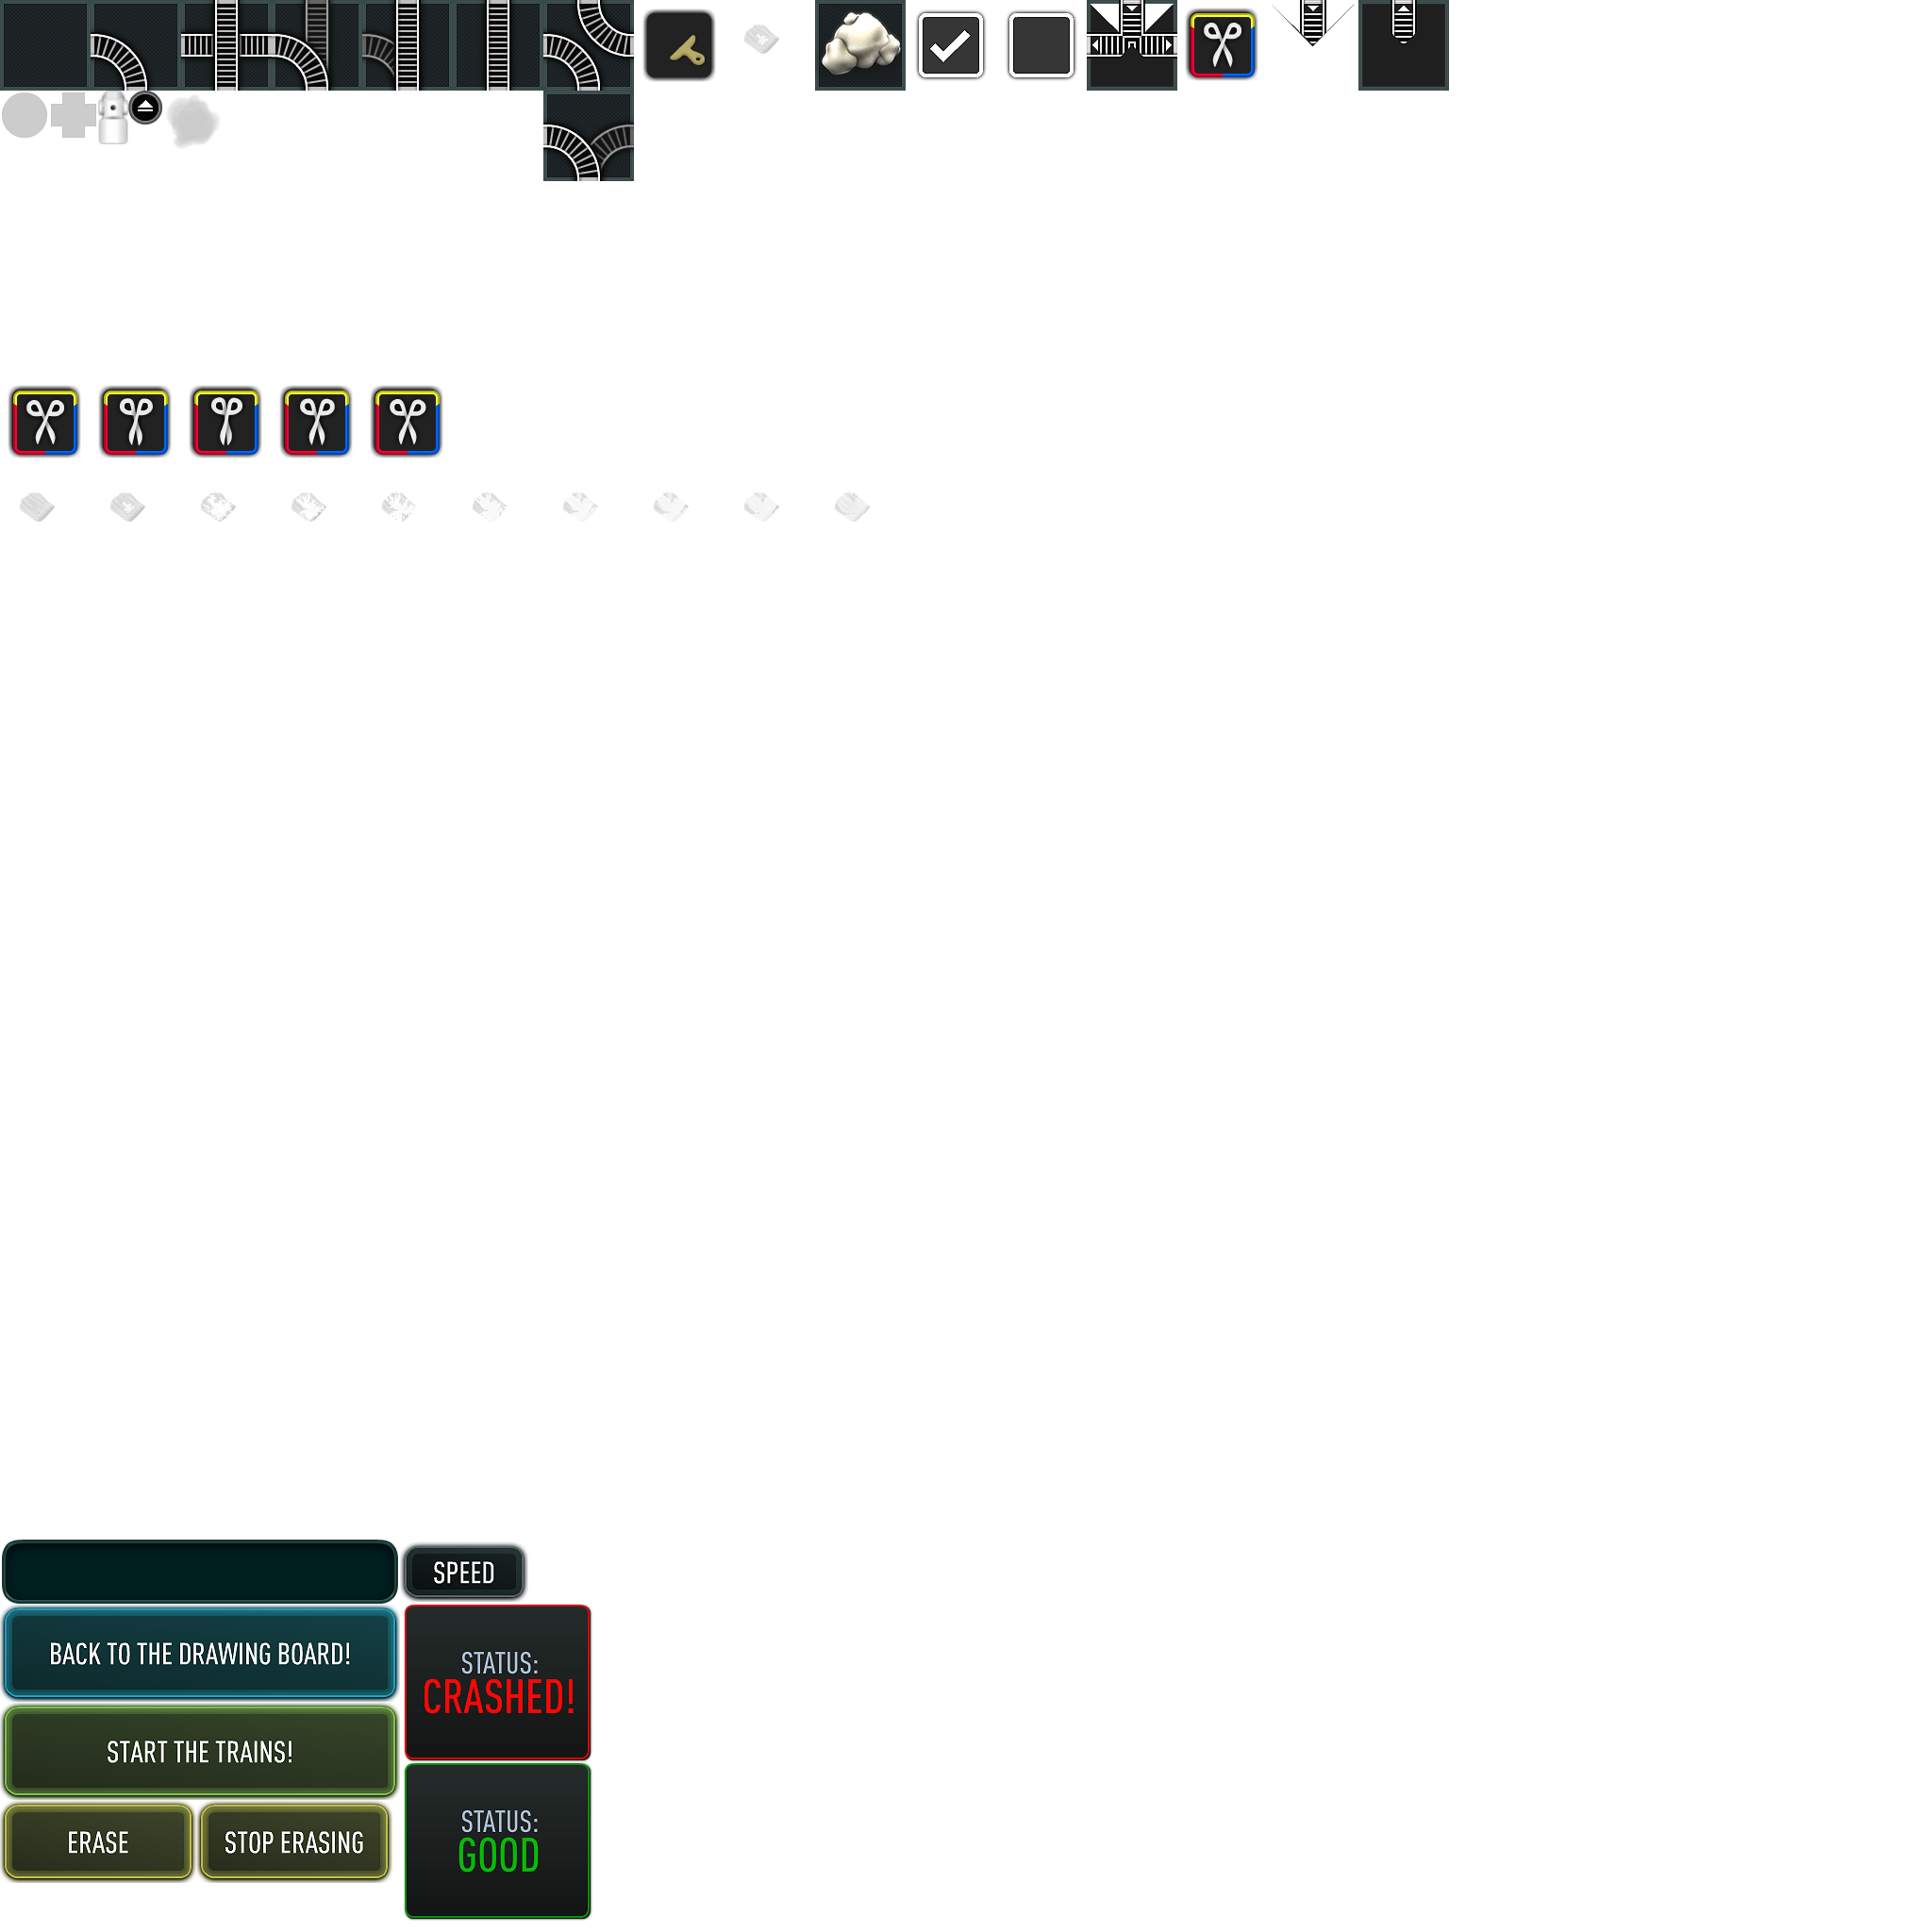 SPEED
BACK TO THE DRAWING BOARD!
STATUS:
CRASHED!
START THE TRAINS!
ERASE
STOP ERASING
STATUS:
GOOD